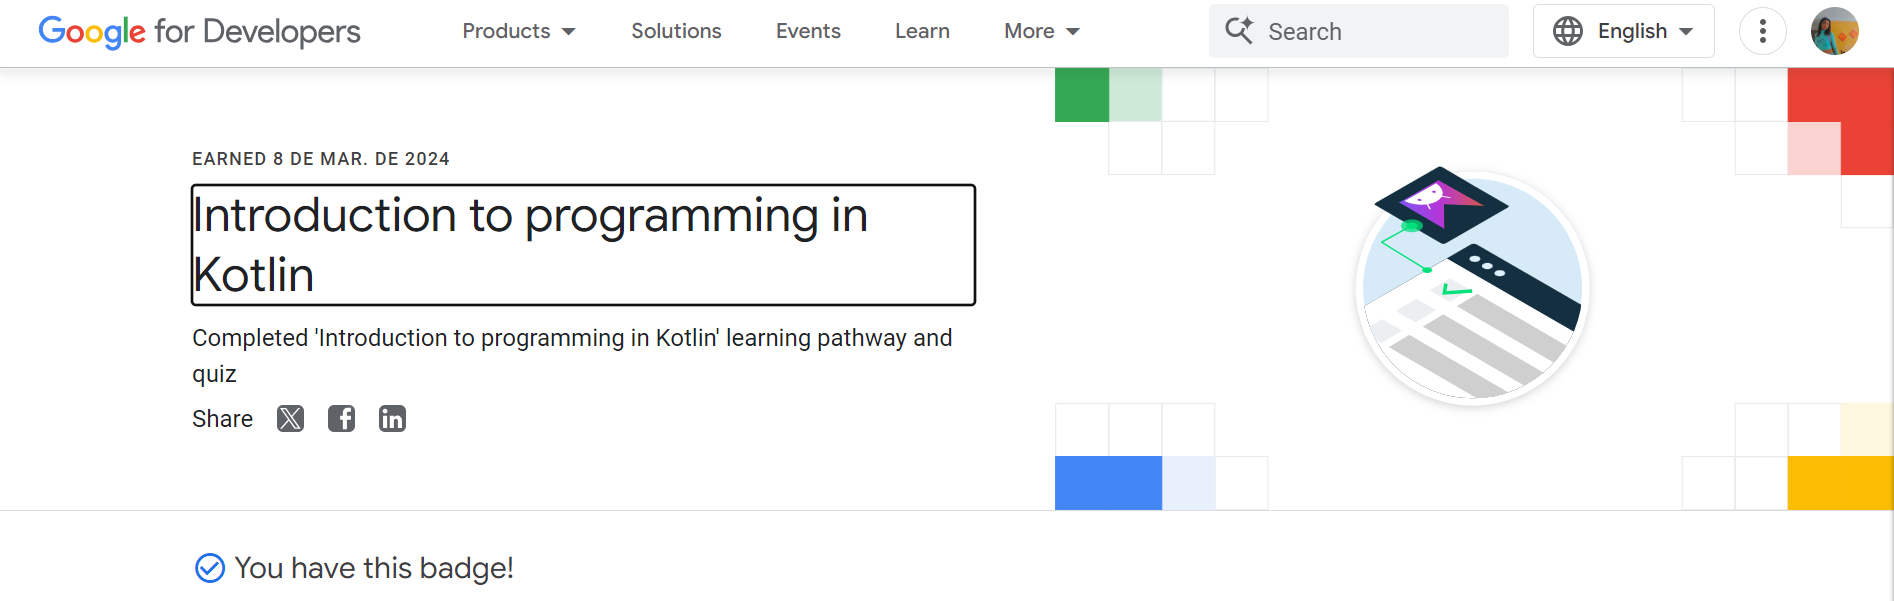 Google for Developers Products Solutions Events Learn More Search English
EARNED 8 DE MAR. DE 2024
Introduction to programming in
Kotlin
Completed 'Introduction to programming in Kotlin' learning pathway and
quiz
Share
You have this badge!